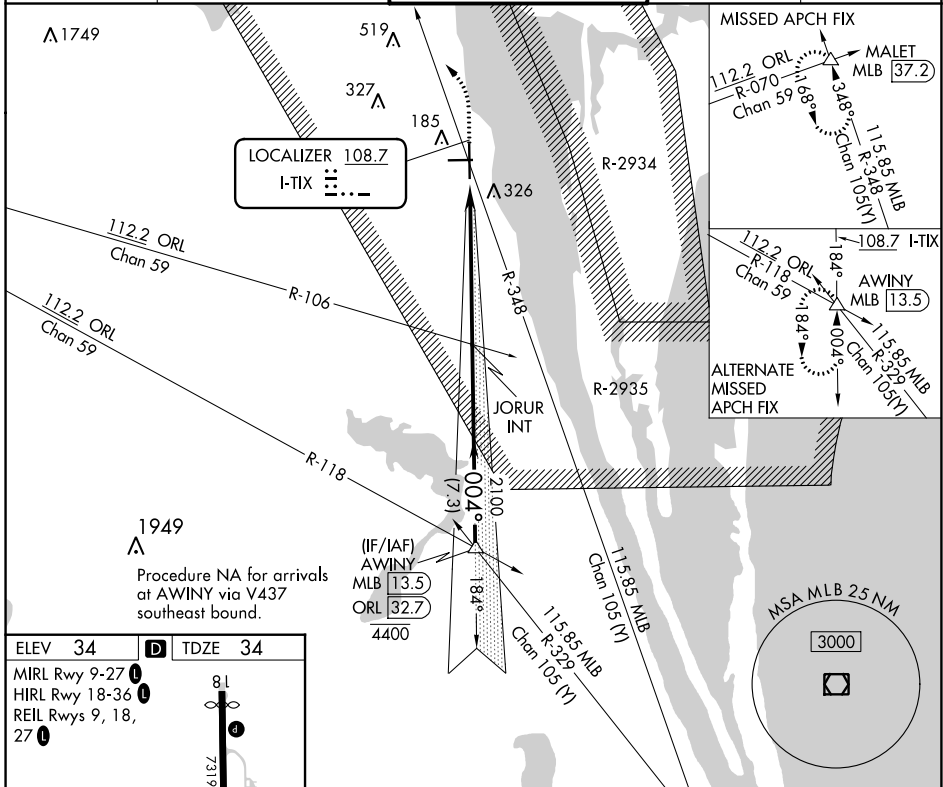 1749
519
327
185
LOCALIZER 108.7
I-TIX
326
R-2934
MISSED APCH FIX
112.2 ORL
R-070
Chan 59
MALET
MLB 37.2
168°
348°
115.85 MLB
R-348
Chan 105(Y)
112.2 ORL
R-118
Chan 59
184°
108.7 I-TIX
AWINY
MLB 13.5
184°
004°
115.85 MLB
R-329
Chan 105(Y)
ALTERNATE
MISSED
APCH FIX
112.2 ORL
Chan 59
R-106
R-348
112.2 ORL
Chan 59
R-118
R-2935
JORUR
INT
004°
(7.3)
2100
1949
Procedure NA for arrivals
at AWINY via V437
southeast bound.
(IF/IAF)
AWINY
MLB 13.5
ORL 32.7
4400
184°
115.85 MLB
Chan 105 (Y)
115.85 MLB
R-329
Chan 105 (Y)
MSA MLB 25 NM
3000
ELEV 34 D TDZE 34
MIRL Rwy 9-27 L
HIRL Rwy 18-36 L
REIL Rwys 9, 18,
27 L
18
P
7319